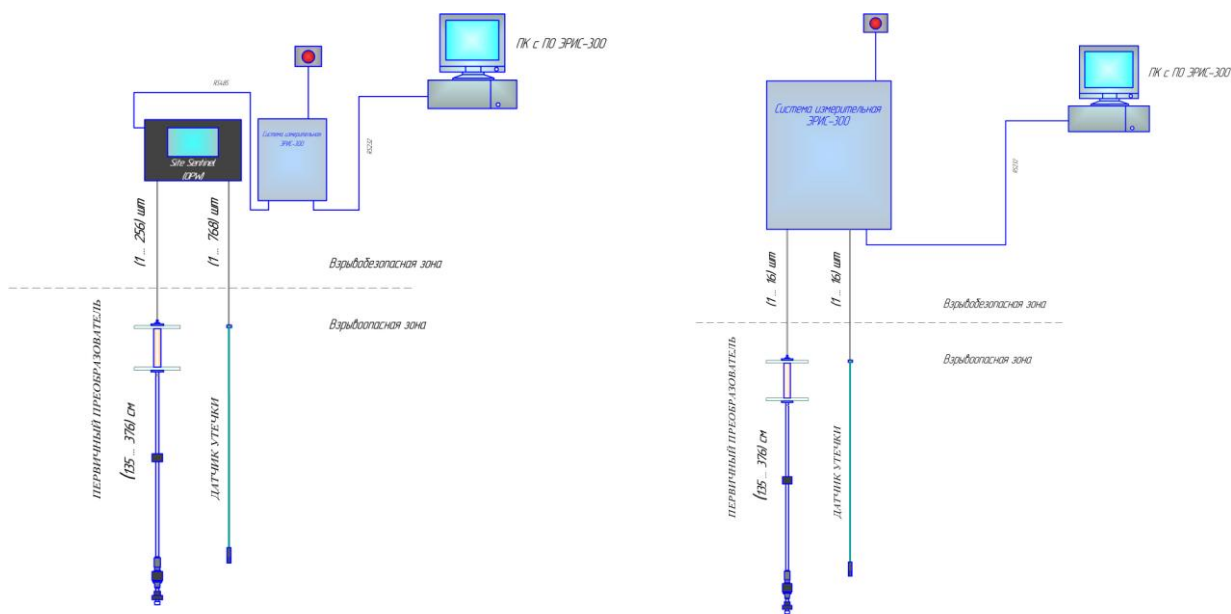 ПК с ПО ЭРИС-300
RS485
Система измерительная
ЭРИС-300
RS232
Site Sentinel
(OPW)
(1 ... 256) шт
(1 ... 768) шт
Взрывобезопасная зона
Взрывоопасная зона
ПЕРВИЧНЫЙ ПРЕОБРАЗОВАТЕЛЬ
(135 ... 376) см
ДАТЧИК УТЕЧКИ
ПК с ПО ЭРИС-300
Система измерительная
ЭРИС-300
RS232
(1 ... 16) шт
(1 ... 16) шт
Взрывобезопасная зона
Взрывоопасная зона
ПЕРВИЧНЫЙ ПРЕОБРАЗОВАТЕЛЬ
(135 ... 376) см
ДАТЧИК УТЕЧКИ